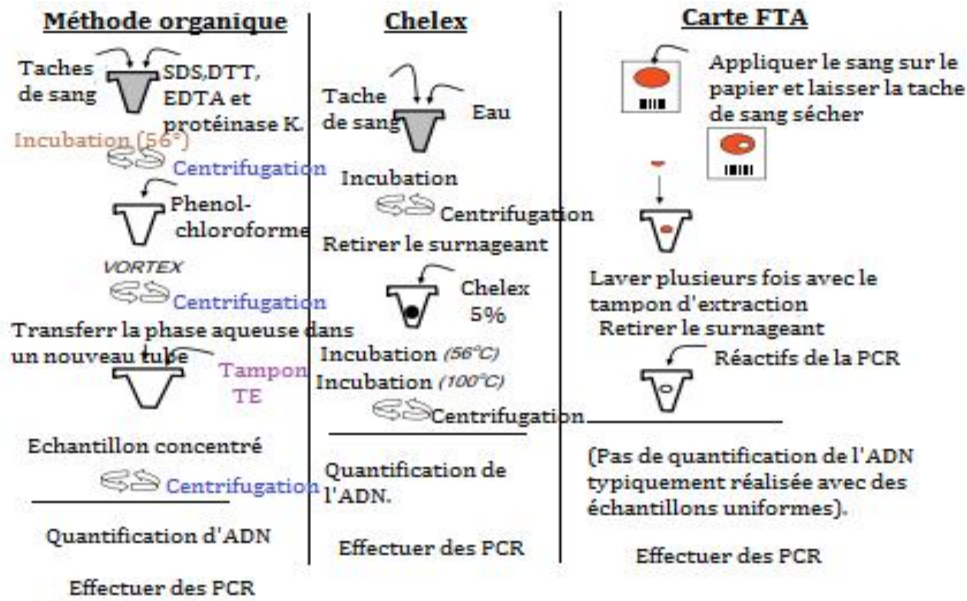 Méthode organique
Taches
de sang
SDS,DTT,
EDTA et
protéinase K.
Incubation (56°)
Centrifugation
Phenol-
chloroforme
VORTEX
Centrifugation
Transferr la phase aqueuse dans
un nouveau tube
Tampon
TE
Echantillon concentré
Centrifugation
Quantification d'ADN
Effectuer des PCR
Chelex
Tache
de sang
Eau
Incubation
Centrifugation
Retirer le surnageant
Chelex
5%
Incubation (56°C)
Incubation (100°C)
Centrifugation
Quantification de
l'ADN.
Effectuer des PCR
Carte FTA
Appliquer le sang sur le
papier et laisser la tache
de sang sécher
Laver plusieurs fois avec le
tampon d'extraction
Retirer le surnageant
Réactifs de la PCR
(Pas de quantification de l'ADN
typiquement réalisée avec des
échantillons uniformes).
Effectuer des PCR